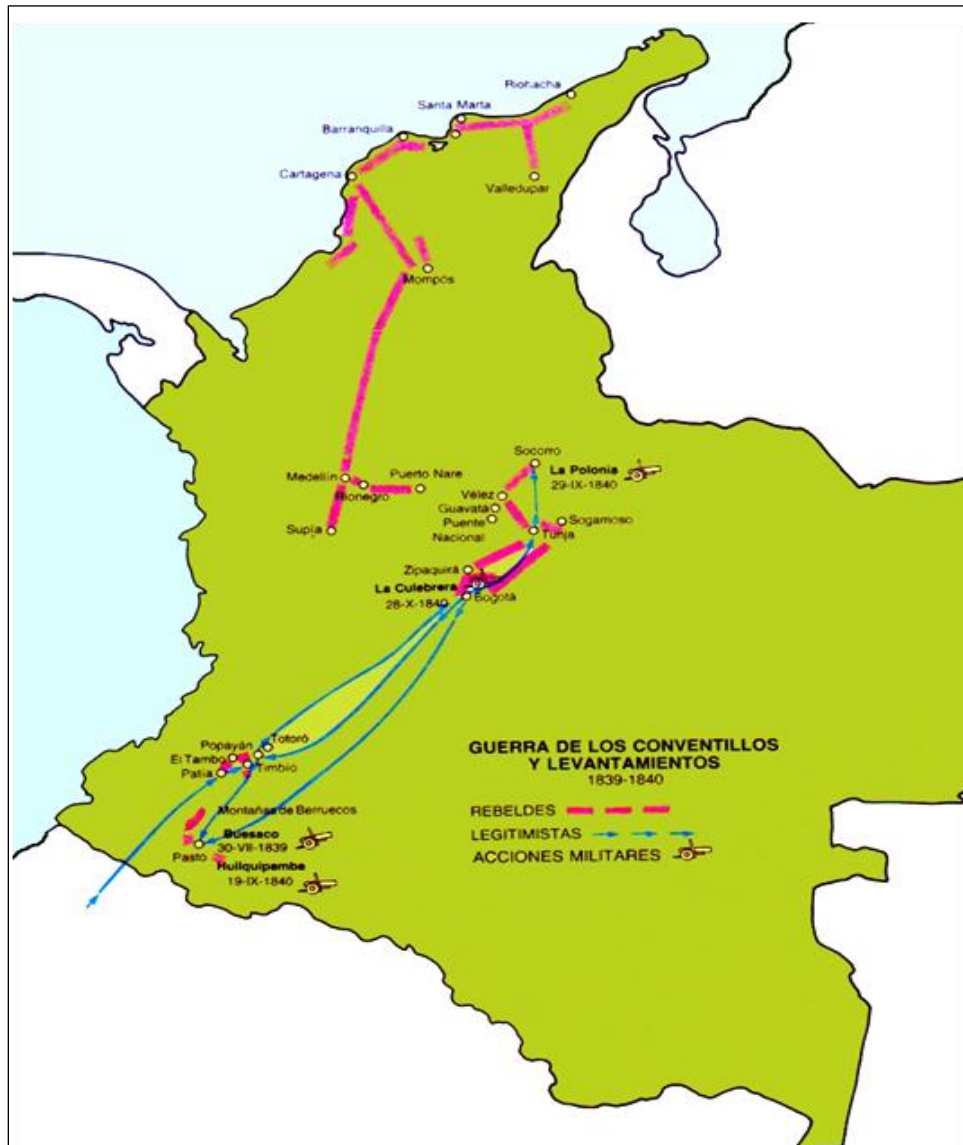 Riohacha
Santa Marta
Barranquilla
Cartagena
Valledupar
Mompós
Socorro
La Polonia
29-IX-1840
Medellín
Puerto Nare
Rionegro
Vélez
Guavatá
Sogamoso
Supía
Puente
Nacional
Tunja
Zipaquirá
La Culebrera
28-X-1840
Bogotá
Totoró
Popayán
El Tambo
Timbío
Patía
GUERRA DE LOS CONVENTILLOS
Y LEVANTAMIENTOS
1839-1840
REBELDES
LEGITIMISTAS
ACCIONES MILITARES
Montañas de Berruecos
Buesaco
30-VII-1839
Pasto
Huilquipamba
19-IX-1840